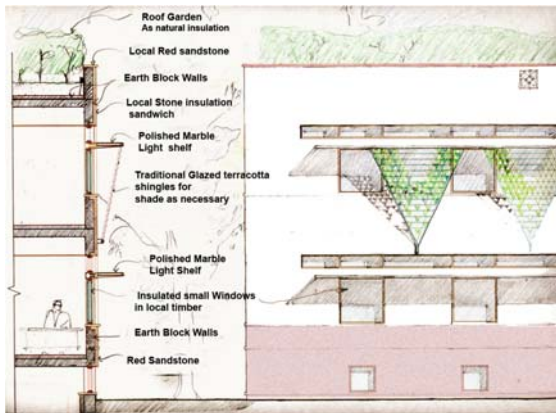 Roof Garden
As natural insulation
Local Red sandstone
Earth Block Walls
Local Stone insulation
sandwich
Polished Marble
Light shelf
Traditional Glazed terracotta
shingles for
shade as necessary
Polished Marble
Light Shelf
Insulated small Windows
in local timber
Earth Block Walls
Red Sandstone